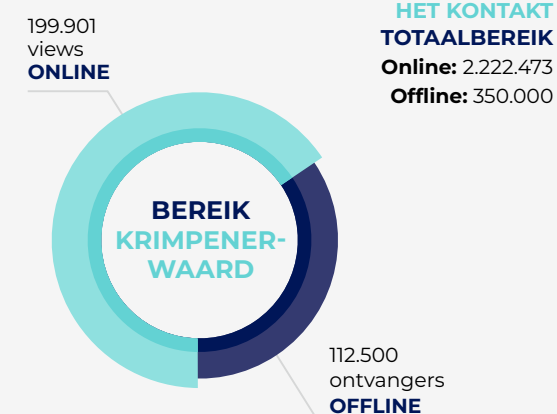 199.901
views
ONLINE
HET KONTAKT
TOTAALBEREIK
Online: 2.222.473
Offline: 350.000
BEREIK
KRIMPENER-
WAARD
112.500
ontvangers
OFFLINE